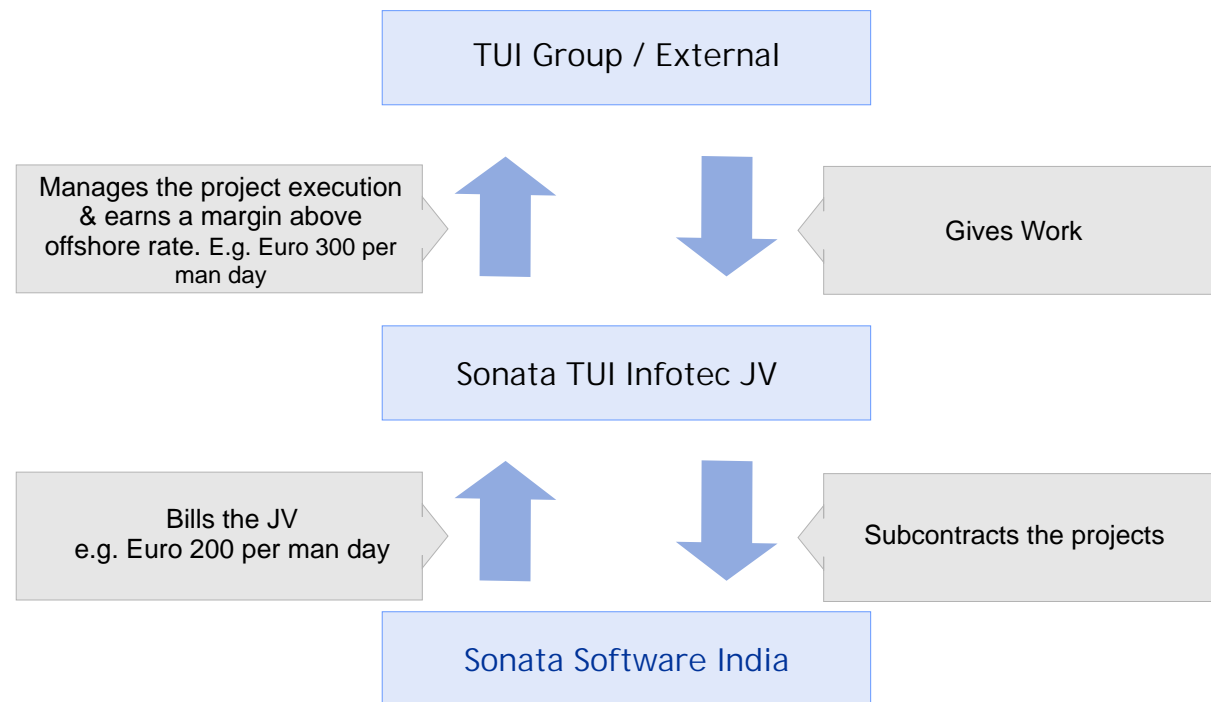 TUI Group / External
Manages the project execution
& earns a margin above
offshore rate. E.g. Euro 300 per
man day
Gives Work
Sonata TUI Infotec JV
Bills the JV
e.g. Euro 200 per man day
Subcontracts the projects
Sonata Software India